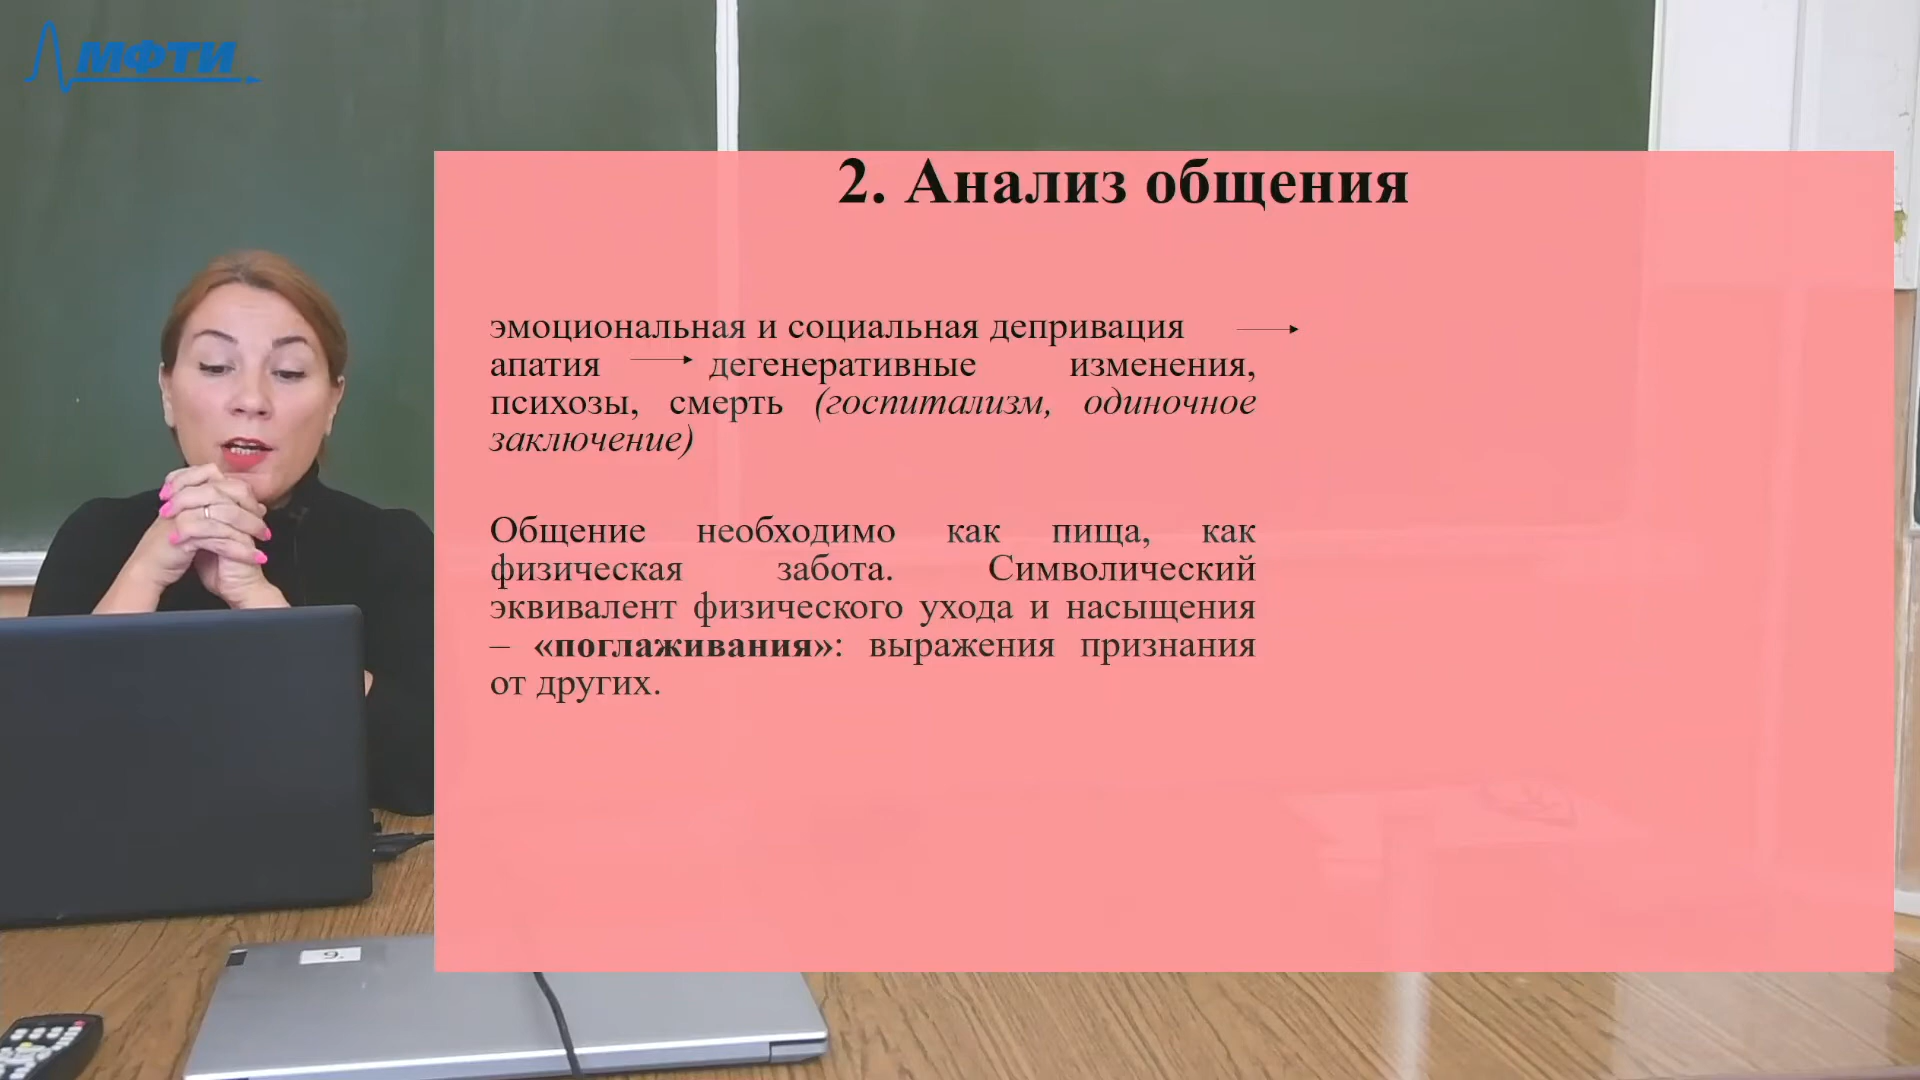 МФТИ
2. Анализ общения
эмоциональная и социальная депривация
апатия дегенеративные изменения,
психозы, смерть (госпитализм, одиночное
заключение)
Общение необходимо как пища, как
физическая забота. Символический
эквивалент физического ухода и насыщения
– «поглаживания»: выражения признания
от других.
9.